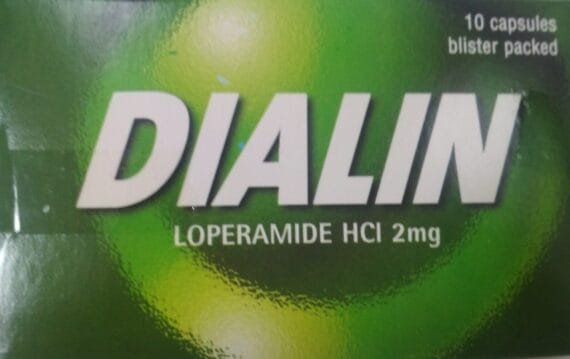 10 capsules
blister packed
DIALIN
LOPERAMIDE HCl 2mg